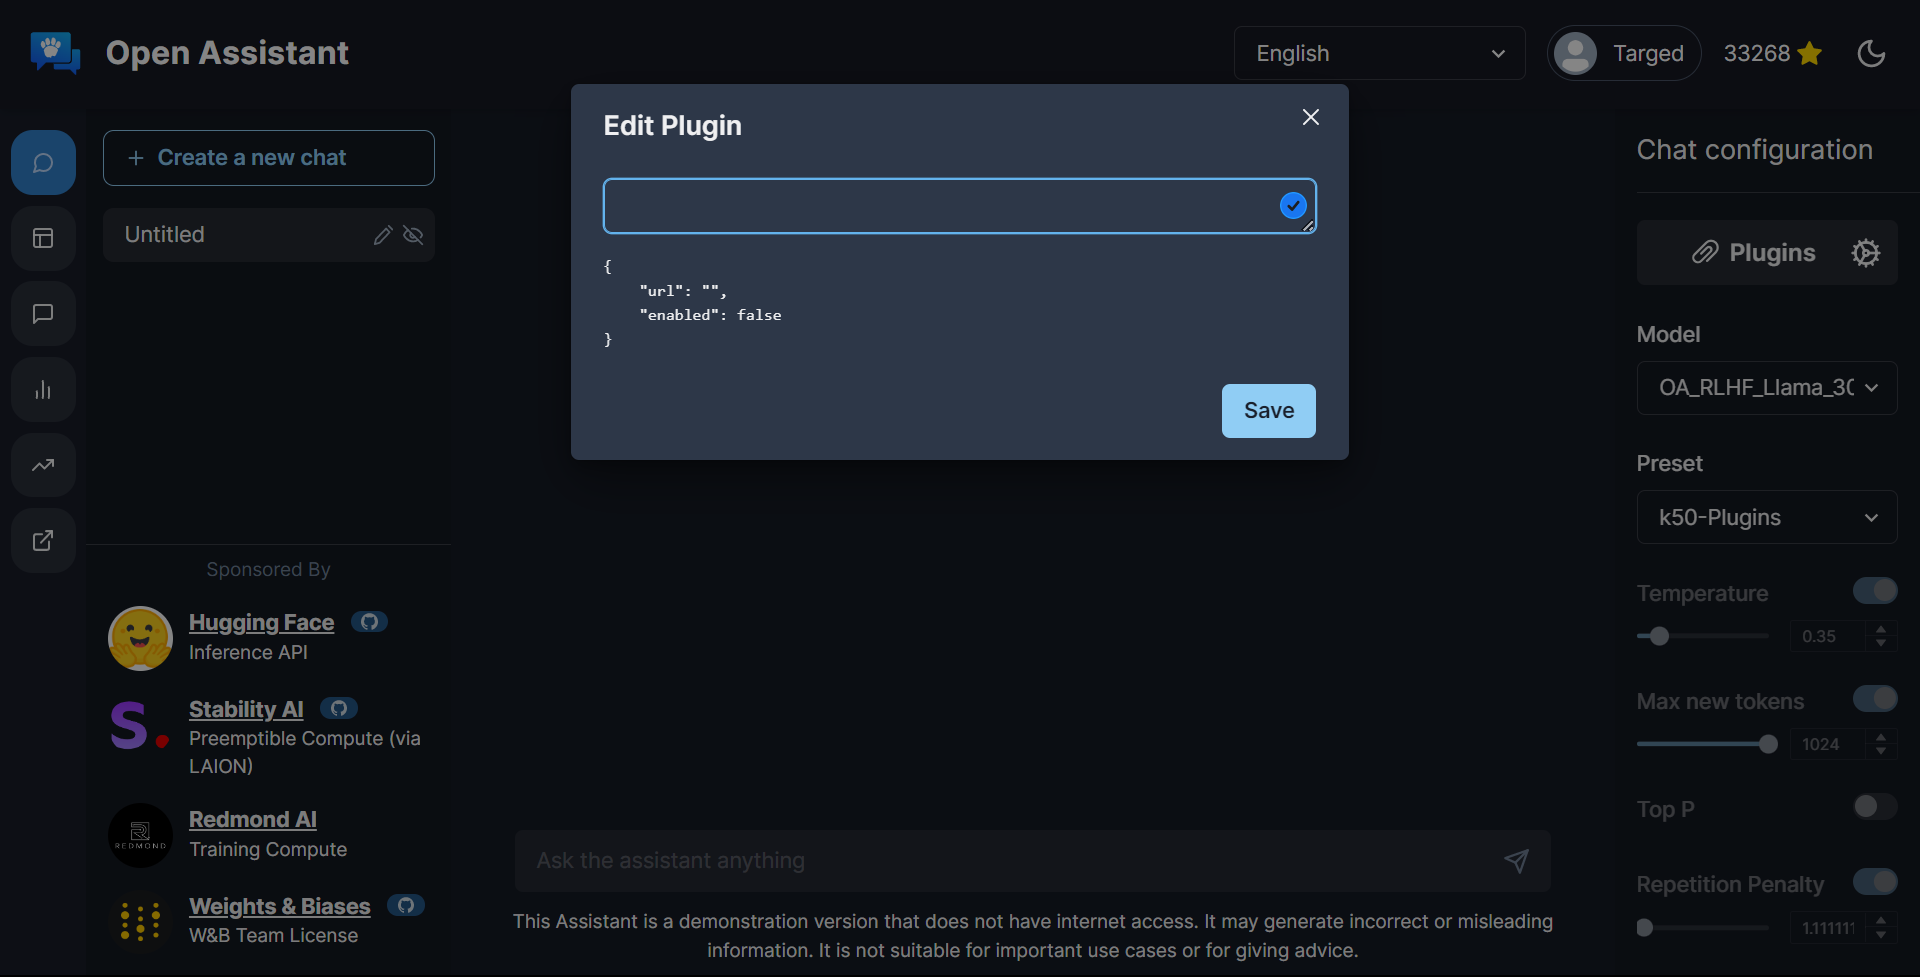 Open Assistant
English
Targed
33268
Create a new chat
Untitled
Sponsored By
Hugging Face
Inference API
Stability AI
Preemptible Compute (via
LAION)
REDMOND
Redmond AI
Training Compute
Weights & Biases
W&B Team License
Edit Plugin
{
    "url": "",
    "enabled": false
}
Save
Ask the assistant anything
This Assistant is a demonstration version that does not have internet access. It may generate incorrect or misleading
information. It is not suitable for important use cases or for giving advice.
Chat configuration
Plugins
Model
OA_RLHF_Llama_30
Preset
k50-Plugins
Temperature
0.35
Max new tokens
1024
Top P
Repetition Penalty
1.111111